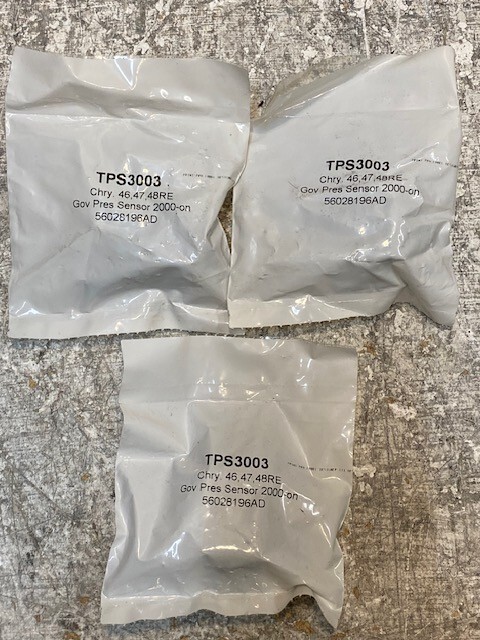 TPS3003
Chry. 46,47,48RE
Gov Pres Sensor 2000-on
56028196AD
TPS3003
Chry. 46,47,48RE
Gov Pres Sensor 2000-on
56028196AD
TPS3003
Chry. 46,47,48RE
Gov Pres Sensor 2000-on
56028196AD